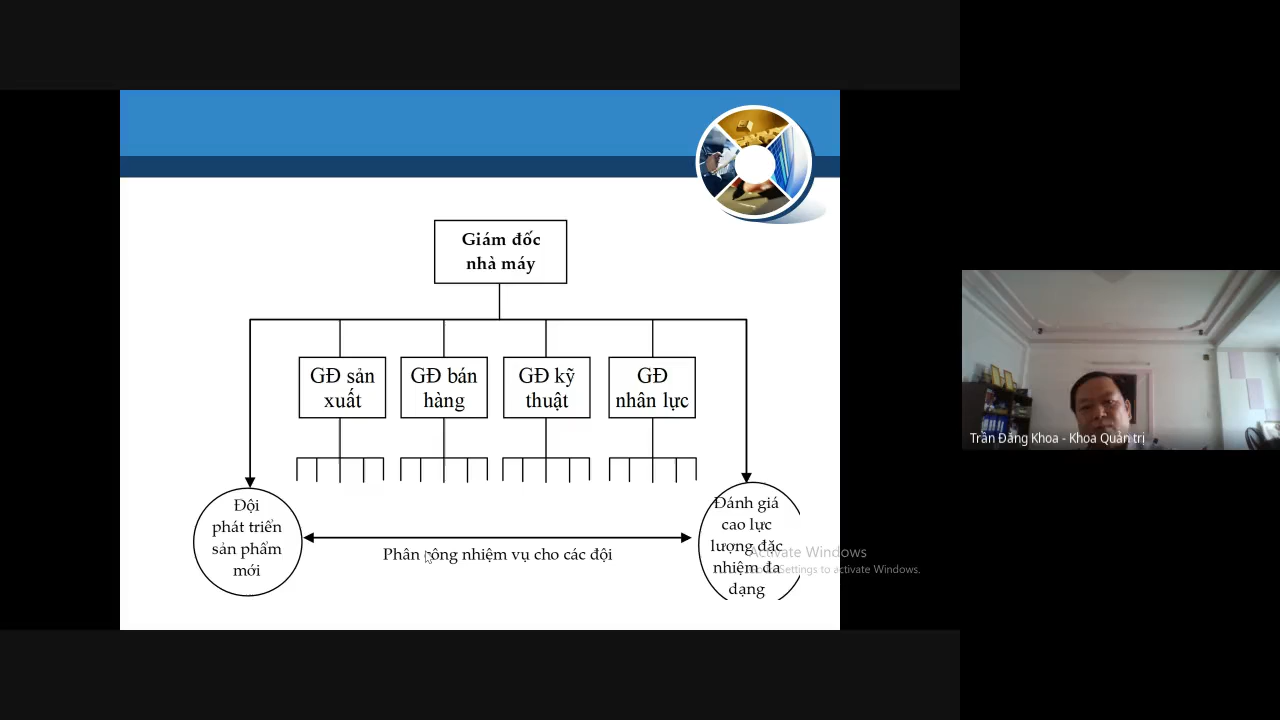 Giám đốc
nhà máy
GĐ sản
xuất
GĐ bán
hàng
GĐ kỹ
thuật
GĐ
nhân lực
Đội
phát triển
sản phẩm
mới
Phân công nhiệm vụ cho các đội
Đánh giá
cao lực
lượng đặc
nhiệm đa
dạng
Activate Windows
Go to Settings to activate Windows.
Trần Đăng Khoa - Khoa Quản trị